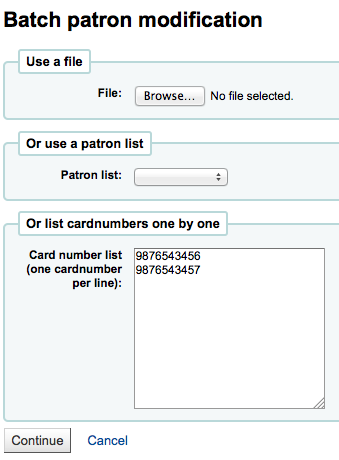 Batch patron modification
Use a file
File: Browse... No file selected.
Or use a patron list
Patron list:
Or list cardnumbers one by one
Card number list
(one cardnumber
per line):
9876543456
9876543457
Continue Cancel